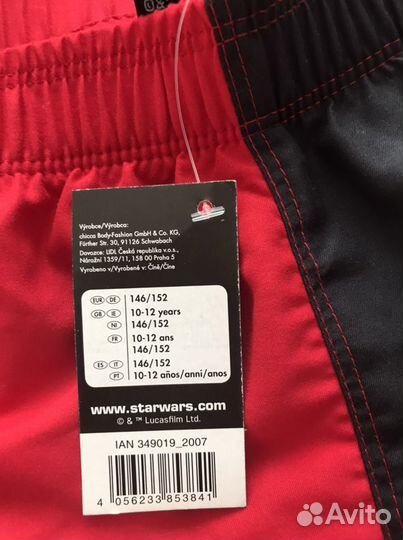 Výrobce/Výrobca:
chicco Body-Fashion GmbH & Co. KG,
Fürther Str. 30, 91126 Schwabach
Dovozce: LIDL Česká republika v.o.s.,
Nárožní 1359/11, 158 00 Praha 5
Vyrobeno v/Vyrobené v: Číně/Číne
EUR DE 146/152
GB IE 10-12 years
NI 146/152
FR 10-12 ans
146/152
ES IT 146/152
PT 10-12 años/anni/anos
www.starwars.com
© & ™ Lucasfilm Ltd.
IAN 349019_2007
4 056233 853841
Avito